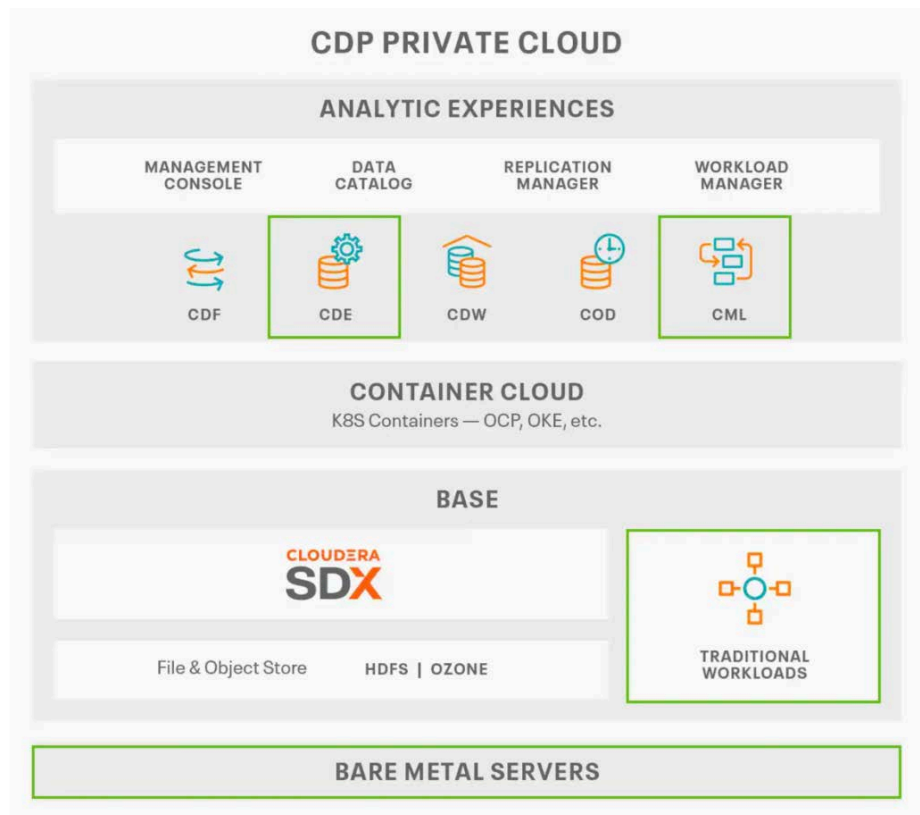 CDP PRIVATE CLOUD
ANALYTIC EXPERIENCES
MANAGEMENT
CONSOLE
DATA
CATALOG
REPLICATION
MANAGER
WORKLOAD
MANAGER
CDF
CDE
CDW
COD
CML
CONTAINER CLOUD
K8S Containers — OCP, OKE, etc.
BASE
CLOUDERA
SDX
File & Object Store HDFS | OZONE
TRADITIONAL
WORKLOADS
BARE METAL SERVERS